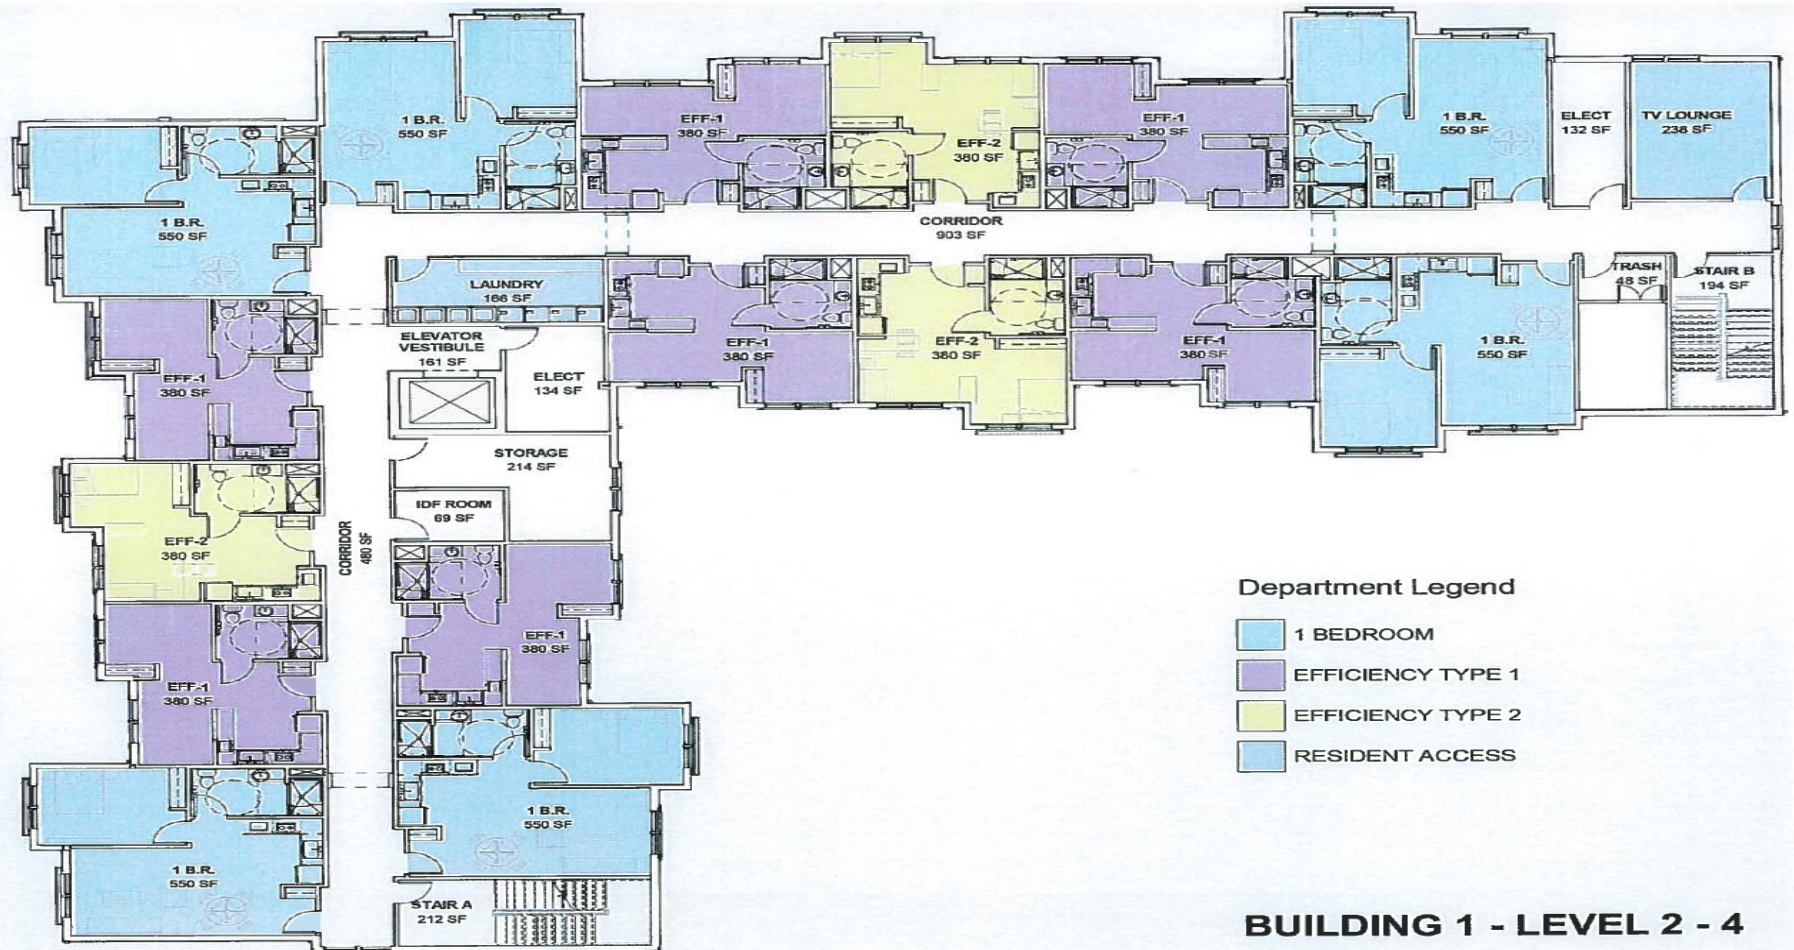 1 B.R.
550 SF
EFF-1
380 SF
EFF-2
380 SF
EFF-1
380 SF
1 B.R.
550 SF
ELECT
132 SF
TV LOUNGE
238 SF
1 B.R.
550 SF
CORRIDOR
903 SF
LAUNDRY
166 SF
TRASH
48 SF
STAIR B
194 SF
ELEVATOR
VESTIBULE
161 SF
EFF-1
380 SF
EFF-2
380 SF
EFF-1
380 SF
1 B.R.
550 SF
EFF-1
380 SF
ELECT
134 SF
STORAGE
214 SF
IDF ROOM
69 SF
EFF-2
380 SF
CORRIDOR
480 SF
EFF-1
380 SF
EFF-1
380 SF
1 B.R.
550 SF
1 B.R.
550 SF
STAIR A
212 SF
Department Legend
1 BEDROOM
EFFICIENCY TYPE 1
EFFICIENCY TYPE 2
RESIDENT ACCESS
BUILDING 1 - LEVEL 2 - 4